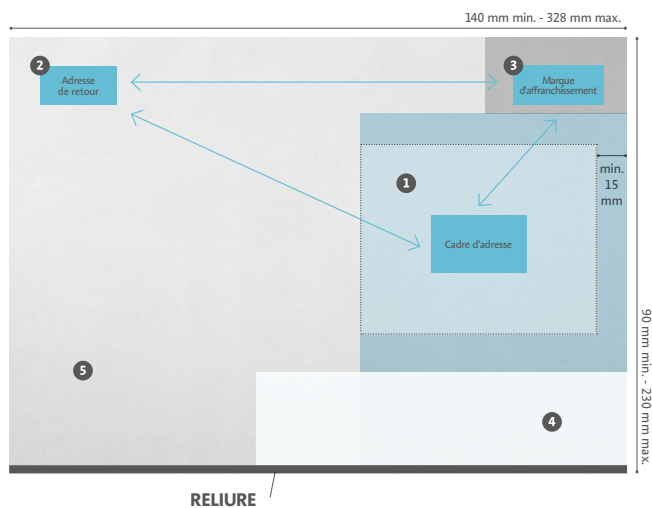 140 mm min. - 328 mm max.
2
Adresse
de retour
3
Marque
d'affranchissement
1
min.
15
mm
Cadre d'adresse
90 mm min. - 230 mm max.
5
4
RELIURE